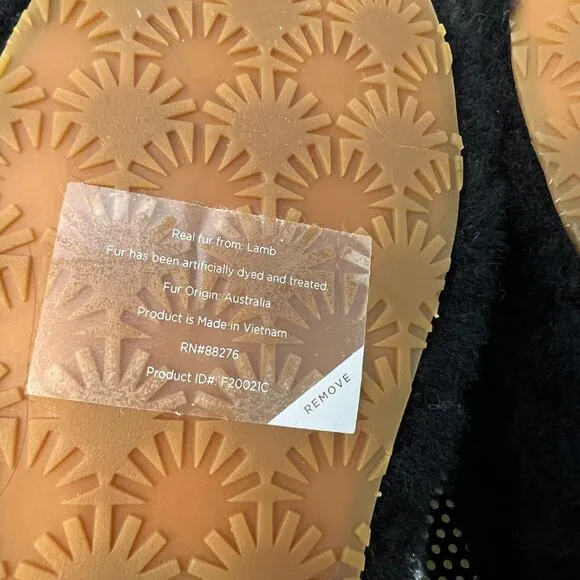 Real fur from: Lamb
Fur has been artificially dyed and treated.
Fur Origin: Australia
Product is Made in Vietnam
RN#88276
Product ID#: F20021C
REMOVE